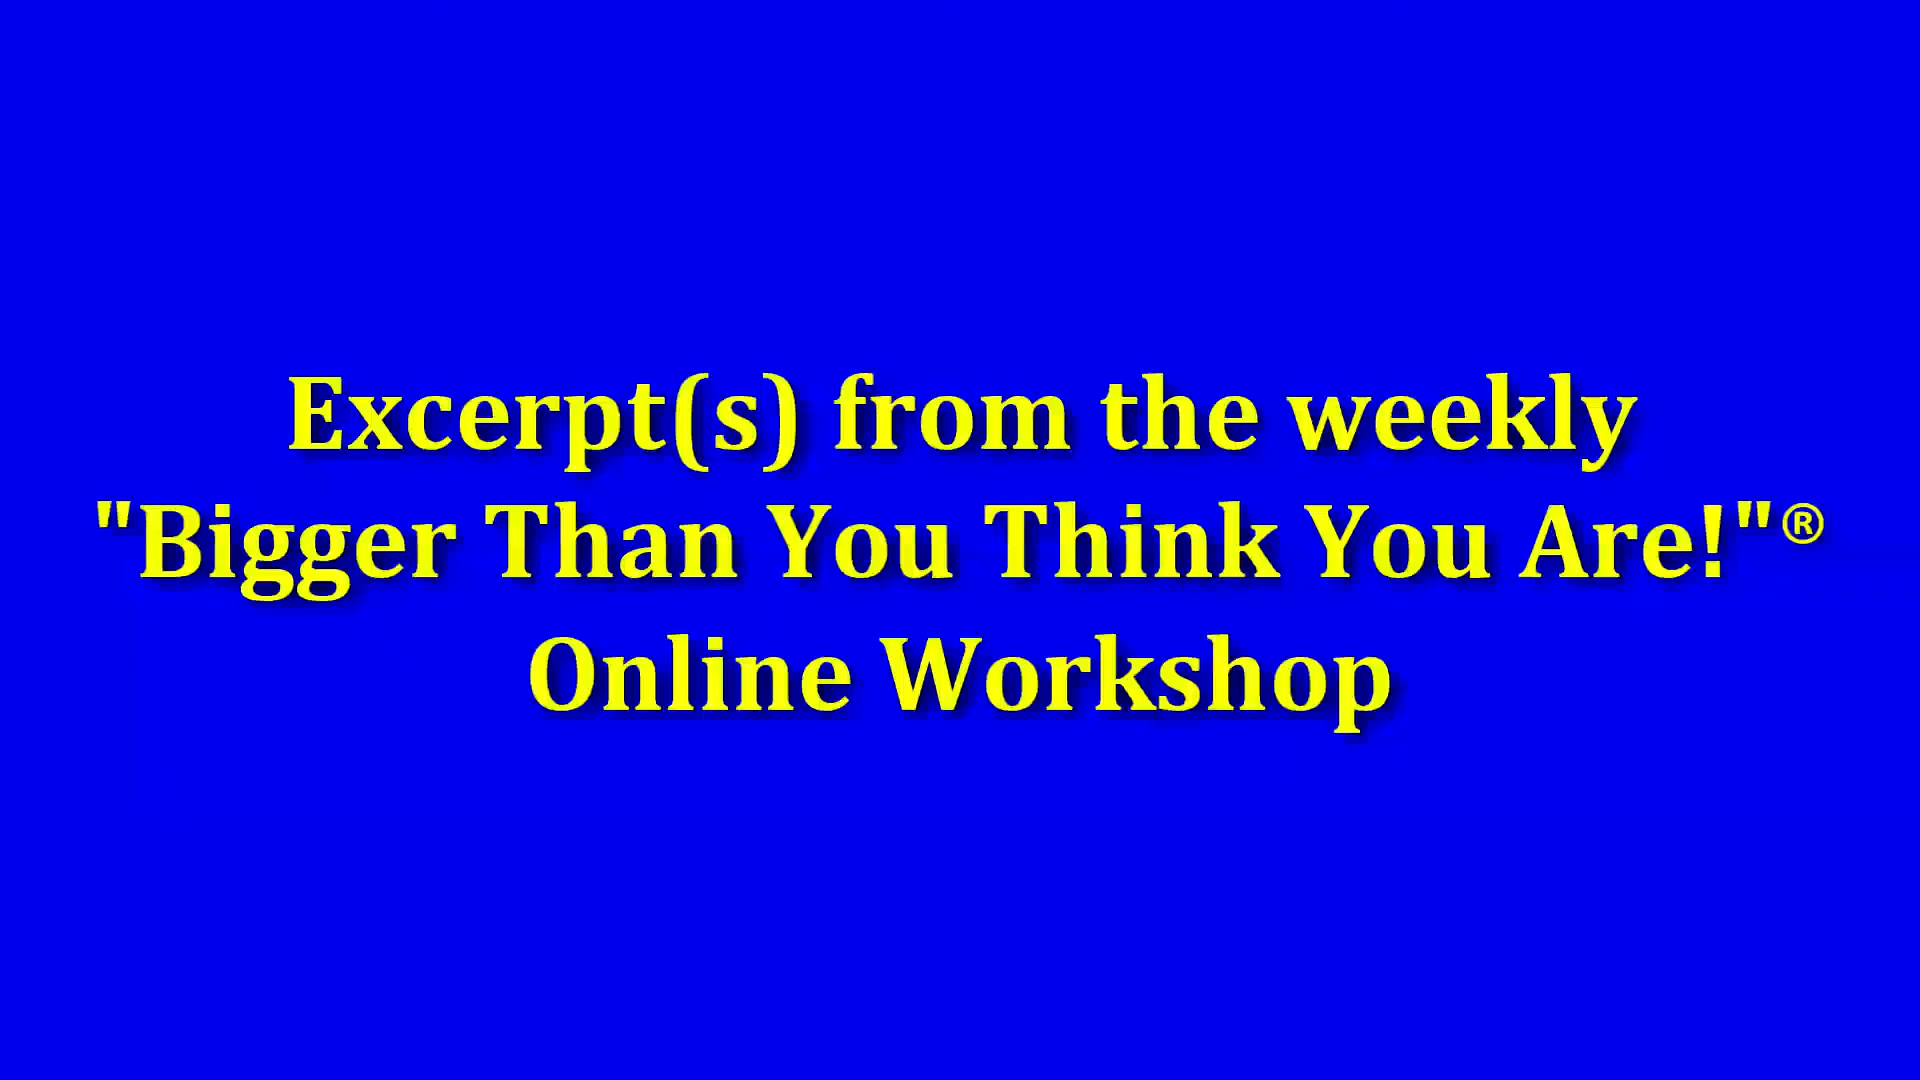 Excerpt(s) from the weekly
"Bigger Than You Think You Are!"®
Online Workshop